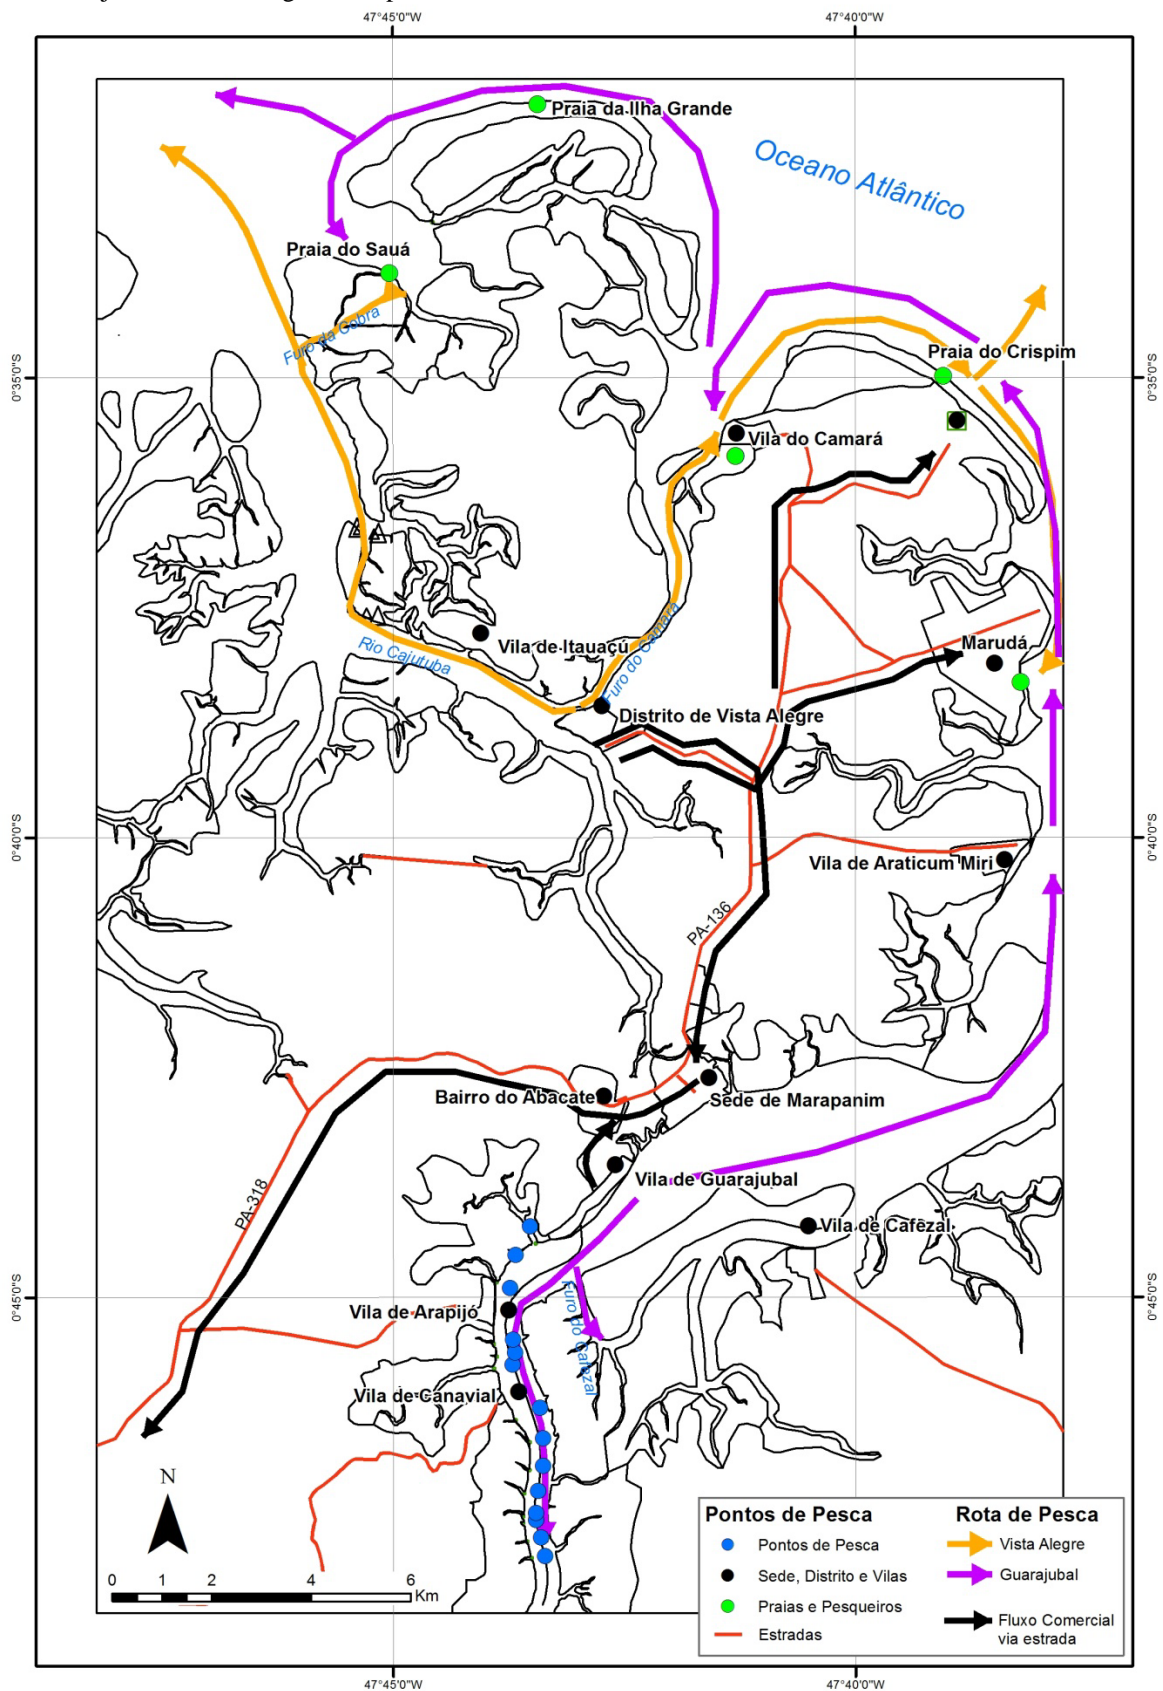 47°45'0"W
47°40'0"W
Praia da Ilha Grande
Oceano Atlântico
Praia do Sauá
Furo da Cobra
Praia do Crispim
0°35'0"S
0°35'0"S
Vila do Camará
Vila de Itauaçú
Rio Cajutuba
Furo do Camará
Marudá
Distrito de Vista Alegre
0°40'0"S
0°40'0"S
Vila de Araticum Miri
PA-136
Bairro do Abacate
Sede de Marapanim
Vila de Guarajubal
PA-318
Vila de Cafézal
0°45'0"S
0°45'0"S
Vila de Arapijó
Furo do Cafezal
Vila de Canavial
N
0 1 2 4 6
Km
Pontos de Pesca
Pontos de Pesca
Sede, Distrito e Vilas
Praias e Pesqueiros
Estradas
Rota de Pesca
Vista Alegre
Guarajubal
Fluxo Comercial
via estrada
47°45'0"W
47°40'0"W